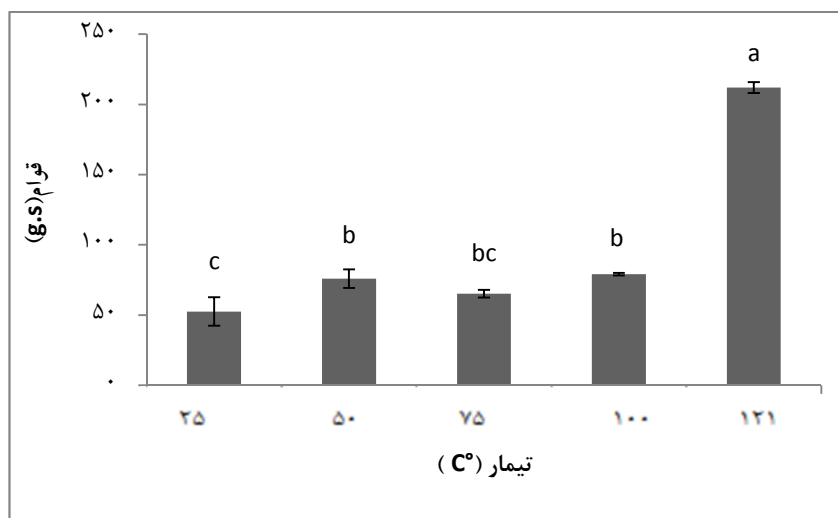 ۲۵۰
۲۰۰
۱۵۰
۱۰۰
۵۰
۰
قوام(g.s)
c
b
bc
b
a
۲۵ ۵۰ ۷۵ ۱۰۰ ۱۲۱
تیمار (C° )